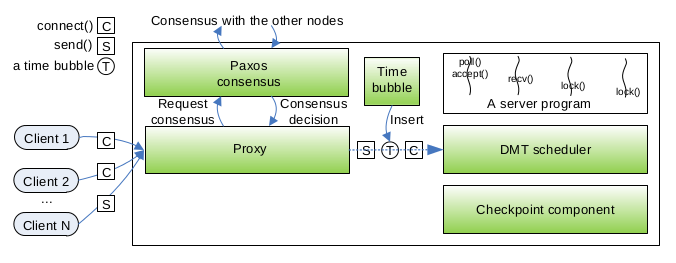 connect() C
Consensus with the other nodes
send() S
a time bubble T
Paxos
consensus
Time
bubble
poll()
accept()
recv()
lock()
lock()
A server program
Request
consensus
Consensus
decision
Insert
Client 1
C
Proxy
S T C
DMT scheduler
C
Client 2
...
S
Client N
Checkpoint component